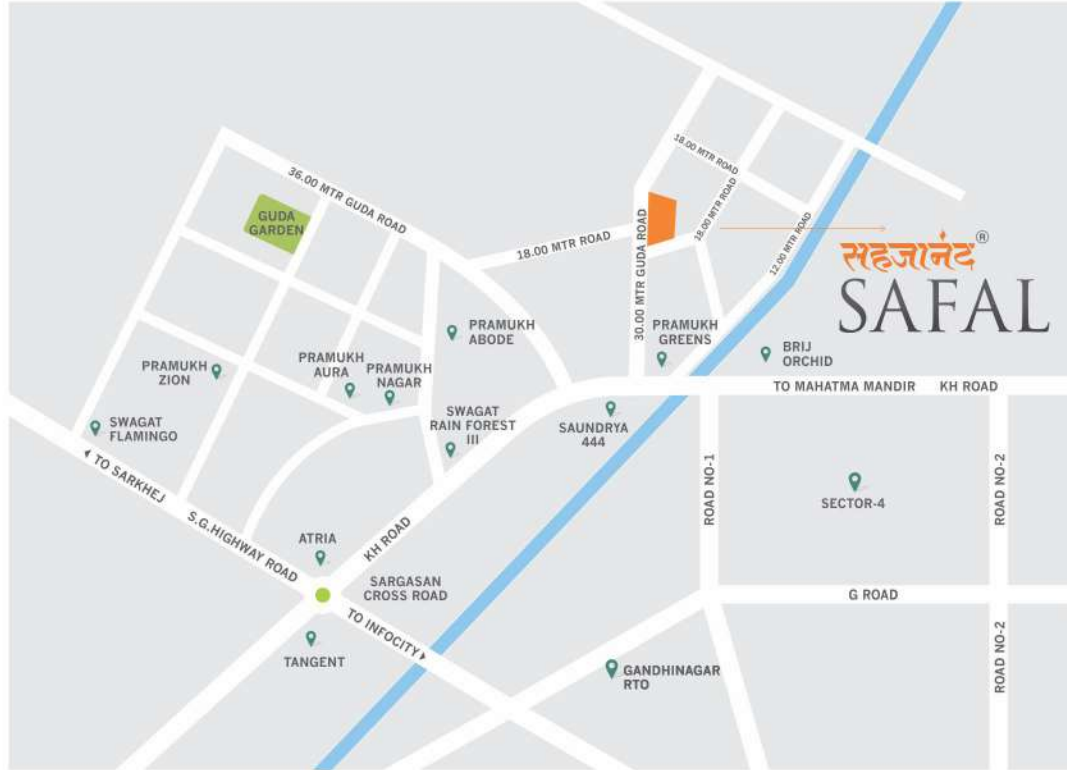 18.00 MTR ROAD
36.00 MTR GUDA ROAD
18.00 MTR ROAD
GUDA
GARDEN
18.00 MTR ROAD
30.00 MTR GUDA ROAD
12.00 MTR ROAD
सहजानंद®
SAFAL
PRAMUKH
ABODE
PRAMUKH
GREENS
BRIJ
ORCHID
PRAMUKH
ZION
PRAMUKH
AURA
PRAMUKH
NAGAR
TO MAHATMA MANDIR KH ROAD
SWAGAT
FLAMINGO
SWAGAT
RAIN FOREST
III
SAUNDRYA
444
TO SARKHEJ
S.G.HIGHWAY ROAD
ROAD NO-1
SECTOR-4
ROAD NO-2
ATRIA
KH ROAD
SARGASAN
CROSS ROAD
G ROAD
TO INFOCITY
TANGENT
GANDHINAGAR
RTO
ROAD NO-2